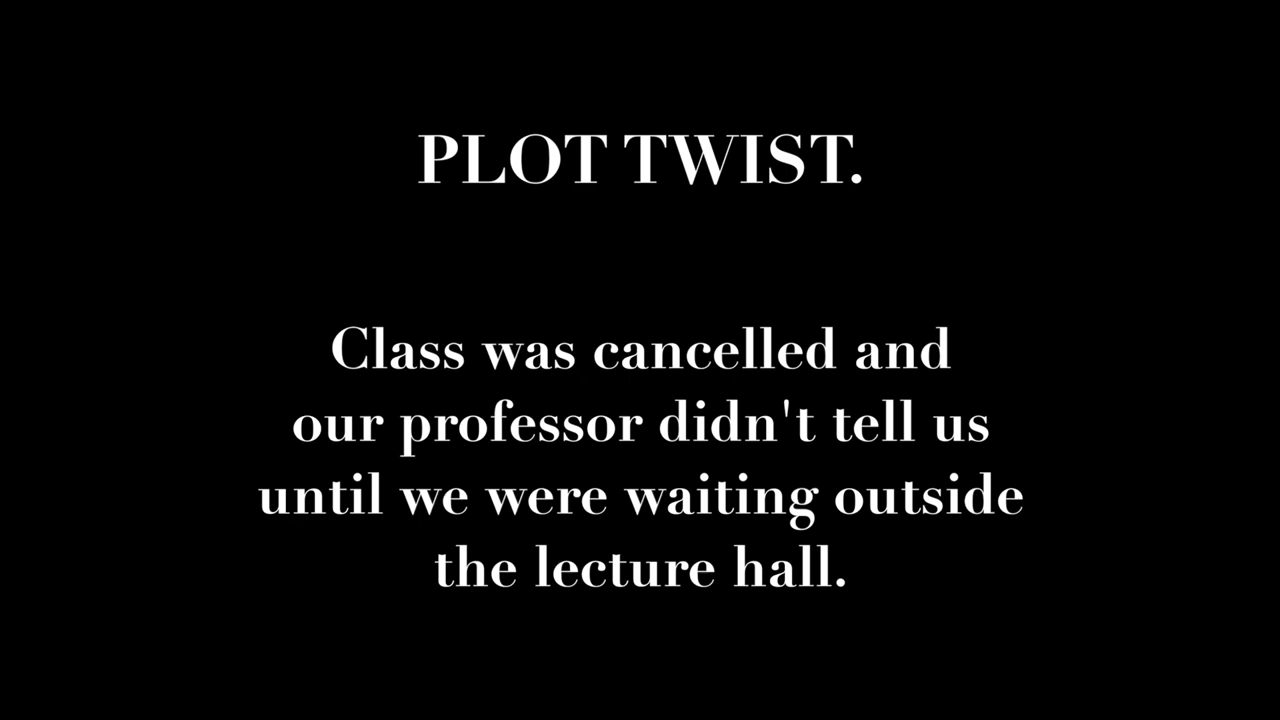 PLOT TWIST.
Class was cancelled and
our professor didn't tell us
until we were waiting outside
the lecture hall.